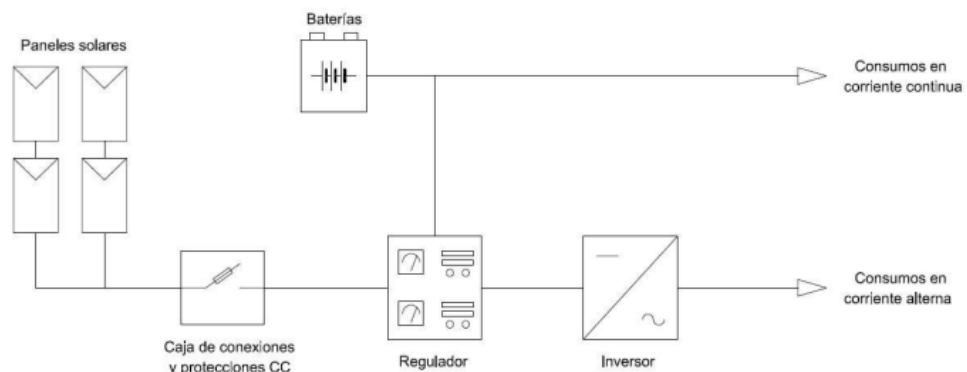 Baterías
Paneles solares
Consumos en
corriente continua
Consumos en
corriente alterna
Caja de conexiones
y protecciones CC
Regulador
Inversor